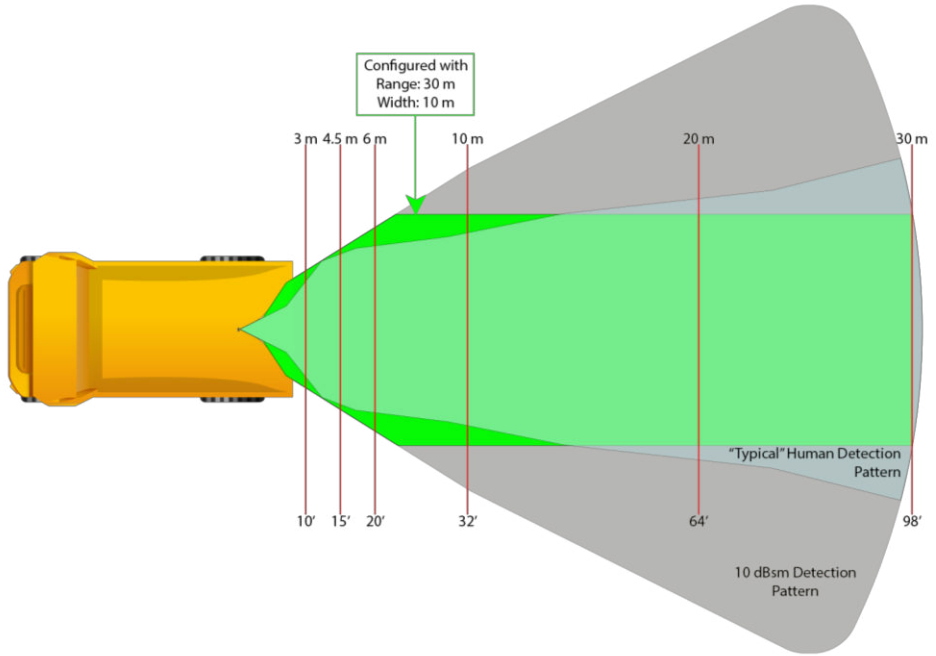 Configured with
Range: 30 m
Width: 10 m
3 m 4.5 m 6 m 10 m 20 m 30 m
"Typical" Human Detection
Pattern
10' 15' 20' 32' 64' 98'
10 dBsm Detection
Pattern